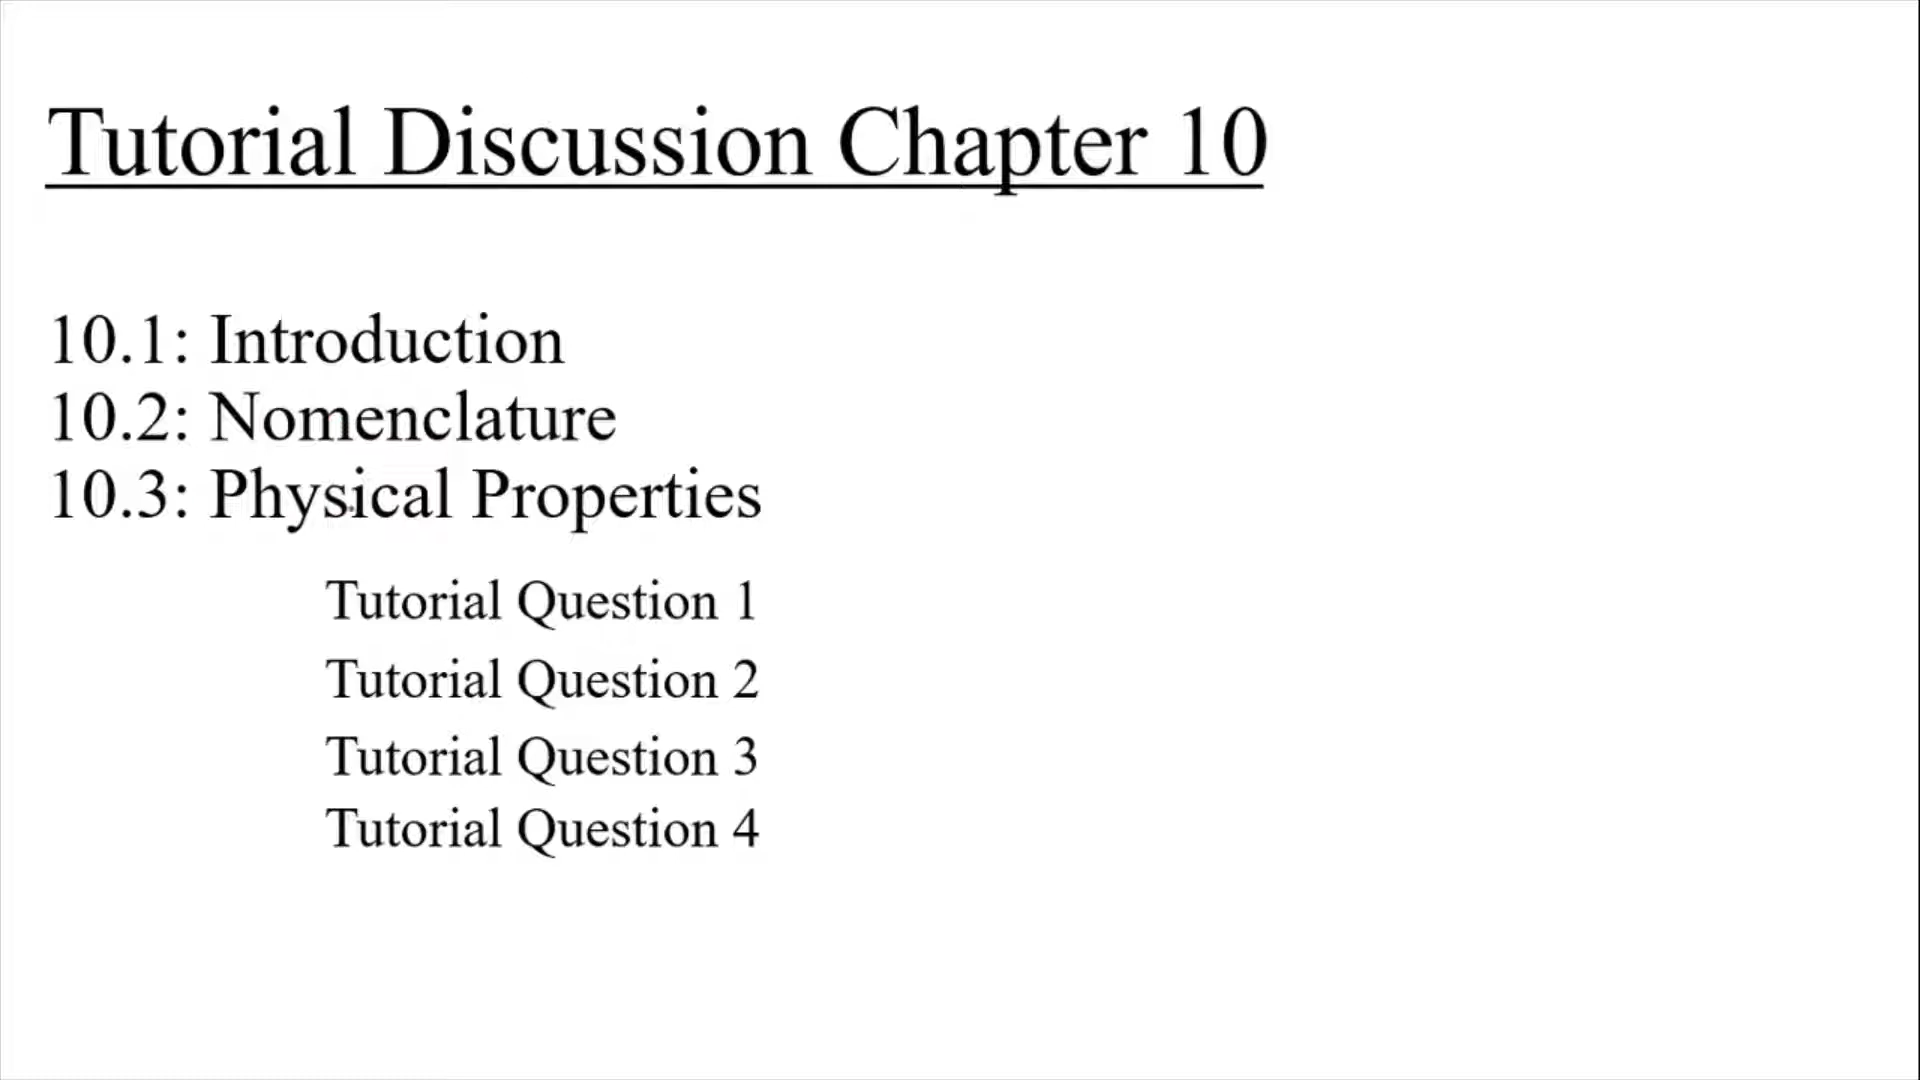 Tutorial Discussion Chapter 10
10.1: Introduction
10.2: Nomenclature
10.3: Physical Properties
Tutorial Question 1
Tutorial Question 2
Tutorial Question 3
Tutorial Question 4